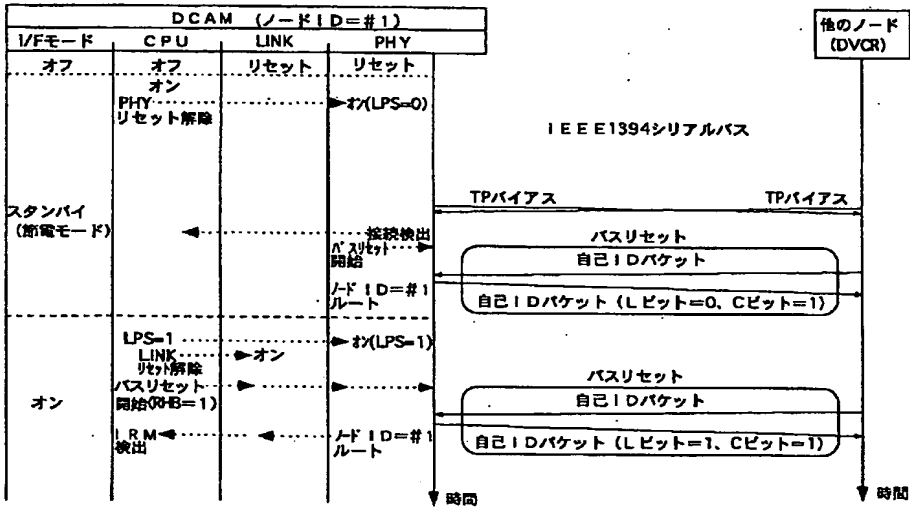 DCAM (ノードID=#1)
I/Fモード CPU LINK PHY
他のノード
(DVCR)
オフ オフ リセット リセット
オン
PHY
リセット解除
オン(LPS=0)
IEEE1394シリアルバス
TPバイアス TPバイアス
スタンバイ
(節電モード)
接続検出
バスリセット
開始
バスリセット
自己IDパケット
ノードID=#1
ルート
自己IDパケット(Lビット=0、Cビット=1)
LPS=1
オン(LPS=1)
LINK
リセット解除
オン
オン
バスリセット
開始(RHB=1)
バスリセット
自己IDパケット
IRM
検出
ノードID=#1
ルート
自己IDパケット(Lビット=1、Cビット=1)
時間 時間